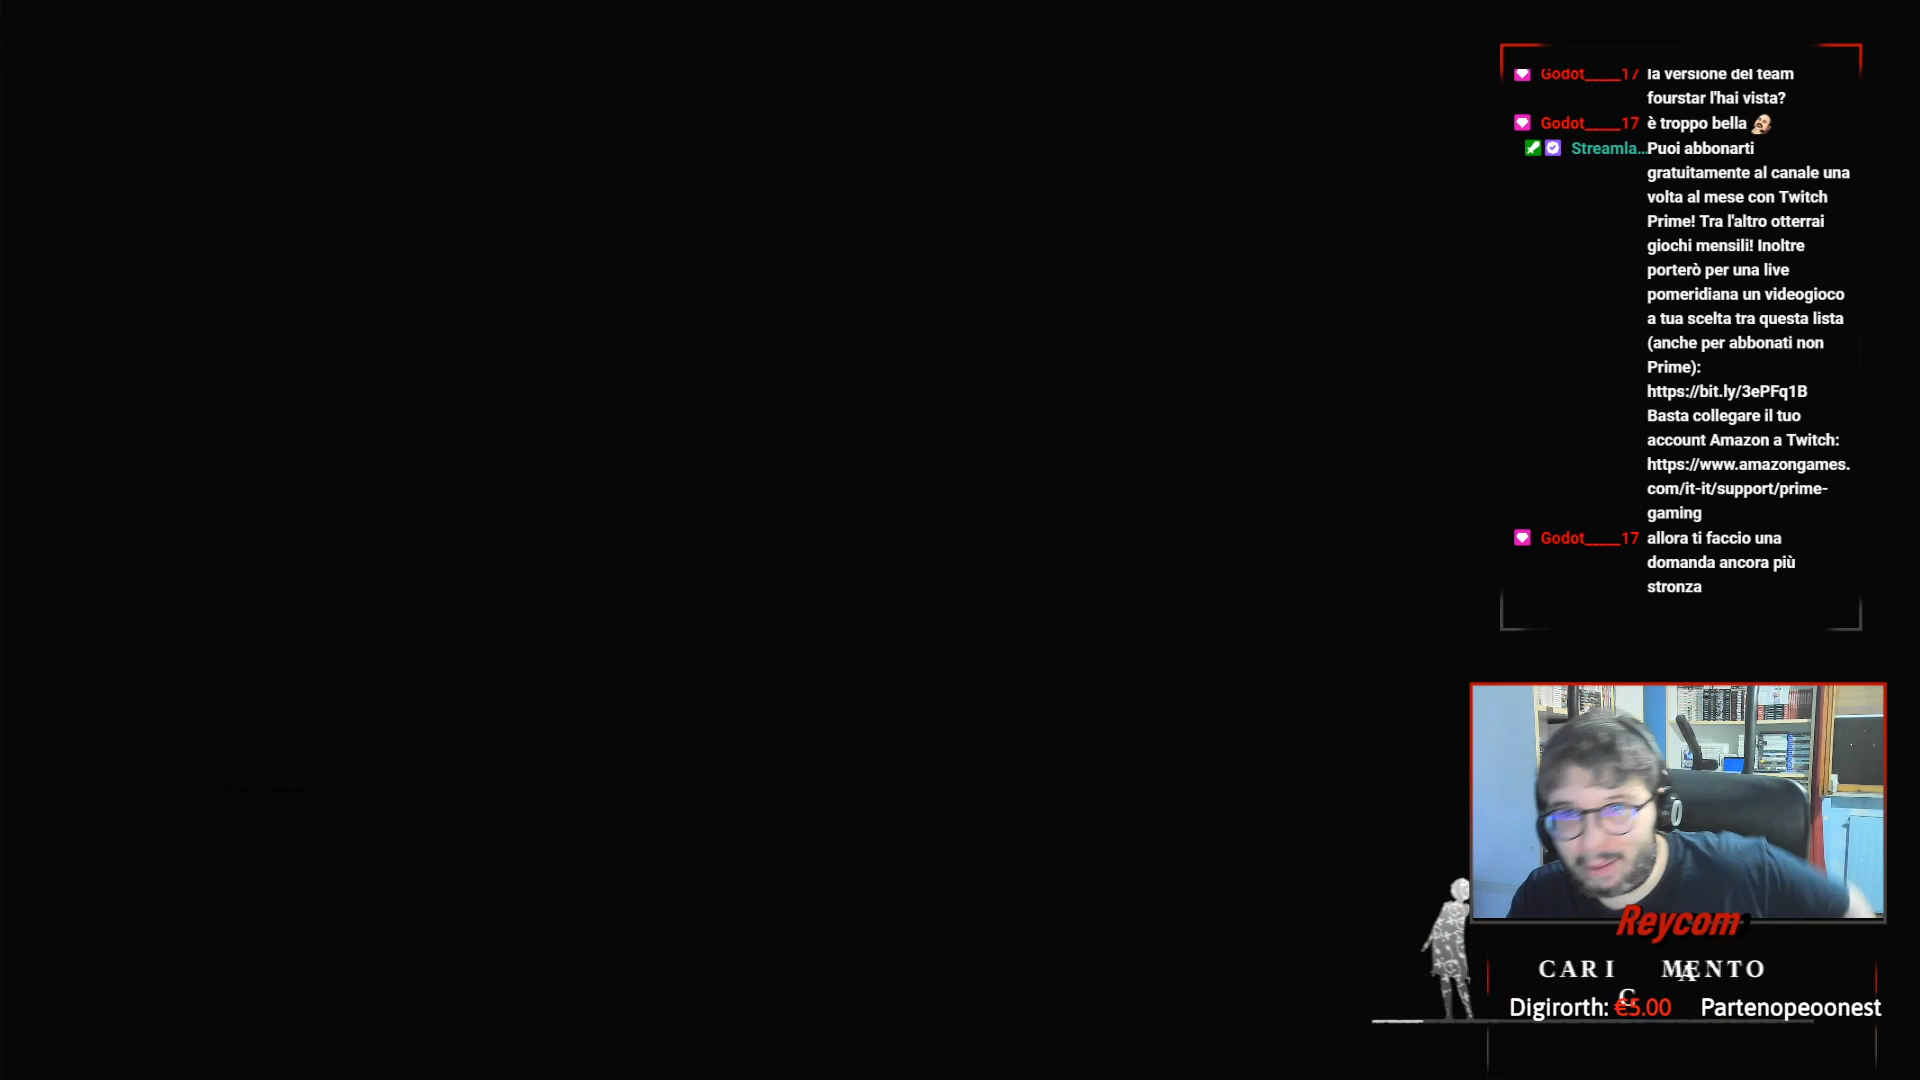 Godot_____17 la versione del team
fourstar l'hai vista?
Godot_____17 è troppo bella
Streamla... Puoi abbonarti
gratuitamente al canale una
volta al mese con Twitch
Prime! Tra l'altro otterrai
giochi mensili! Inoltre
porterò per una live
pomeridiana un videogioco
a tua scelta tra questa lista
(anche per abbonati non
Prime):
https://bit.ly/3ePFq1B
Basta collegare il tuo
account Amazon a Twitch:
https://www.amazongames.
com/it-it/support/prime-
gaming
Godot_____17 allora ti faccio una
domanda ancora più
stronza
Reycom
CARI MENTO
A
C
Digirorth: €5.00 Partenopeoonest